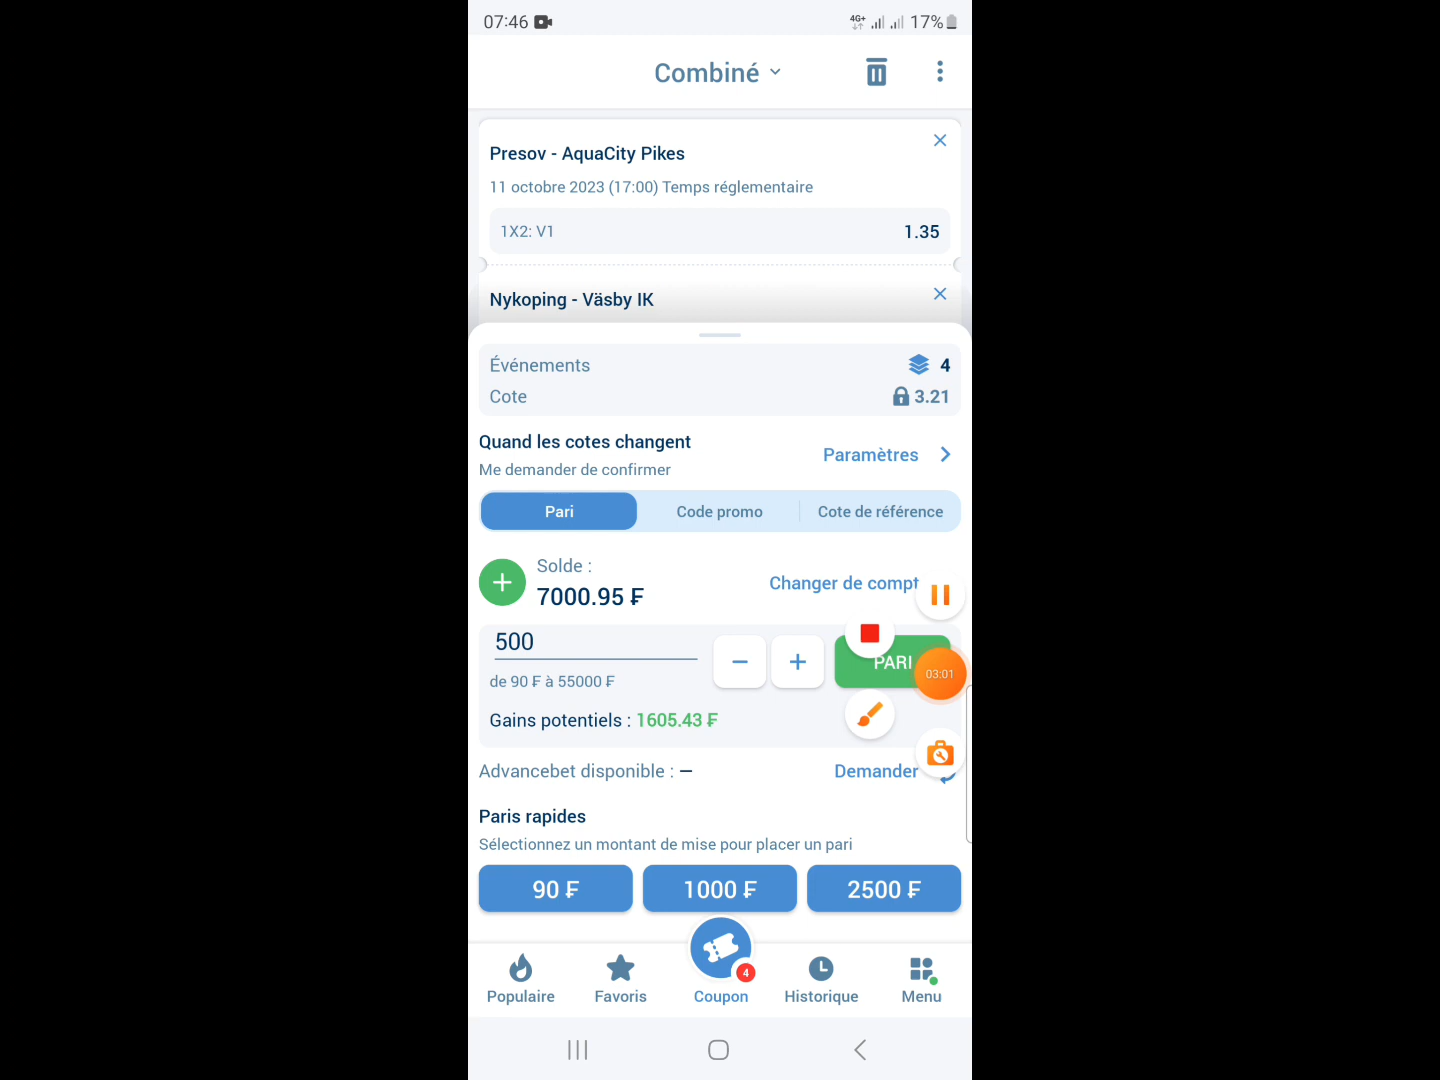 07:46
4G+
17%
Combiné
Presov - AquaCity Pikes
11 octobre 2023 (17:00) Temps réglementaire
1X2: V1
1.35
Nykoping - Väsby IK
Événements
4
Cote
3.21
Quand les cotes changent
Me demander de confirmer
Paramètres
Pari
Code promo
Cote de référence
Solde :
7000.95 ₣
Changer de compt
500
de 90 ₣ à 55000 ₣
PARI
03:01
Gains potentiels : 1605.43 ₣
Advancebet disponible : —
Demander
Paris rapides
Sélectionnez un montant de mise pour placer un pari
90 ₣
1000 ₣
2500 ₣
4
Populaire
Favoris
Coupon
Historique
Menu